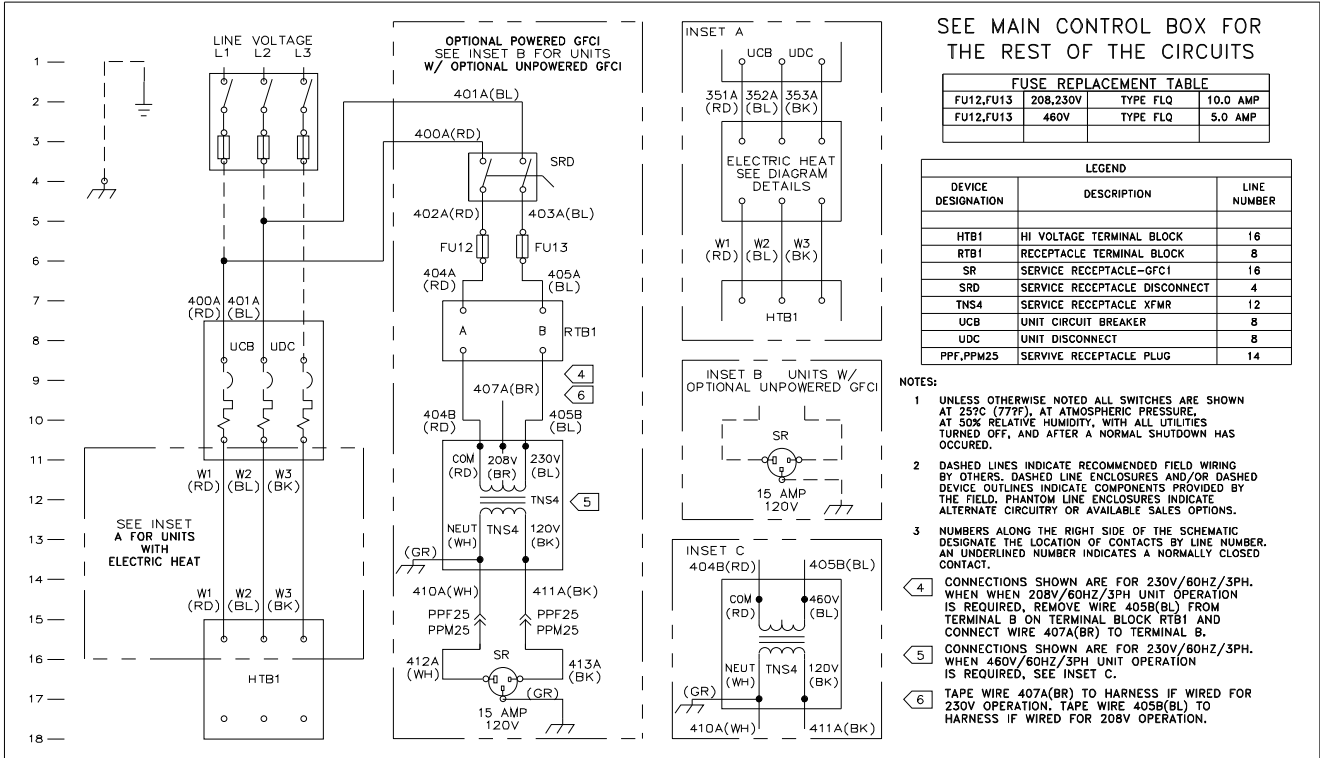 LINE VOLTAGE
L1 L2 L3
1
2
3
4
5
6
7
8
9
10
11
12
13
14
15
16
17
18
400A 401A
(RD) (BL)
UCB UDC
W1 W2 W3
(RD) (BL) (BK)
SEE INSET
A FOR UNITS
WITH
ELECTRIC HEAT
W1 W2 W3
(RD) (BL) (BK)
HTB1
OPTIONAL POWERED GFCI
SEE INSET B FOR UNITS
W/ OPTIONAL UNPOWERED GFCI
401A(BL)
400A(RD)
SRD
402A(RD) 403A(BL)
FU12 FU13
404A 405A
(RD) (BL)
A B RTB1
4
407A(BR) 6
404B 405B
(RD) (BL)
COM 208V 230V
(RD) (BR) (BL)
TNS4 5
NEUT TNS4 120V
(WH) (BK)
(GR)
410A(WH) 411A(BK)
PPF25 PPF25
PPM25 PPM25
412A SR 413A
(WH) (BK)
(GR)
15 AMP
120V
INSET A
UCB UDC
351A 352A 353A
(RD) (BL) (BK)
ELECTRIC HEAT
SEE DIAGRAM
DETAILS
W1 W2 W3
(RD) (BL) (BK)
HTB1
INSET B UNITS W/
OPTIONAL UNPOWERED GFCI
SR
15 AMP
120V
INSET C
404B(RD) 405B(BL)
COM 460V
(RD) (BL)
NEUT TNS4 120V
(WH) (BK)
(GR)
410A(WH) 411A(BK)
SEE MAIN CONTROL BOX FOR
THE REST OF THE CIRCUITS
FUSE REPLACEMENT TABLE
FU12,FU13 208,230V TYPE FLQ 10.0 AMP
FU12,FU13 460V TYPE FLQ 5.0 AMP
LEGEND
DEVICE DESIGNATION DESCRIPTION LINE NUMBER
HTB1 HI VOLTAGE TERMINAL BLOCK 16
RTB1 RECEPTACLE TERMINAL BLOCK 8
SR SERVICE RECEPTACLE-GFC1 16
SRD SERVICE RECEPTACLE DISCONNECT 4
TNS4 SERVICE RECEPTACLE XFMR 12
UCB UNIT CIRCUIT BREAKER 8
UDC UNIT DISCONNECT 8
PPF,PPM25 SERVIVE RECEPTACLE PLUG 14
NOTES:
1 UNLESS OTHERWISE NOTED ALL SWITCHES ARE SHOWN
AT 25?C (77?F), AT ATMOSPHERIC PRESSURE,
AT 50% RELATIVE HUMIDITY, WITH ALL UTILITIES
TURNED OFF, AND AFTER A NORMAL SHUTDOWN HAS
OCCURED.
2 DASHED LINES INDICATE RECOMMENDED FIELD WIRING
BY OTHERS. DASHED LINE ENCLOSURES AND/OR DASHED
DEVICE OUTLINES INDICATE COMPONENTS PROVIDED BY
THE FIELD. PHANTOM LINE ENCLOSURES INDICATE
ALTERNATE CIRCUITRY OR AVAILABLE SALES OPTIONS.
3 NUMBERS ALONG THE RIGHT SIDE OF THE SCHEMATIC
DESIGNATE THE LOCATION OF CONTACTS BY LINE NUMBER.
AN UNDERLINED NUMBER INDICATES A NORMALLY CLOSED
CONTACT.
4 CONNECTIONS SHOWN ARE FOR 230V/60HZ/3PH.
WHEN WHEN 208V/60HZ/3PH UNIT OPERATION
IS REQUIRED, REMOVE WIRE 405B(BL) FROM
TERMINAL B ON TERMINAL BLOCK RTB1 AND
CONNECT WIRE 407A(BR) TO TERMINAL B.
5 CONNECTIONS SHOWN ARE FOR 230V/60HZ/3PH.
WHEN 460V/60HZ/3PH UNIT OPERATION
IS REQUIRED, SEE INSET C.
6 TAPE WIRE 407A(BR) TO HARNESS IF WIRED FOR
230V OPERATION. TAPE WIRE 405B(BL) TO
HARNESS IF WIRED FOR 208V OPERATION.